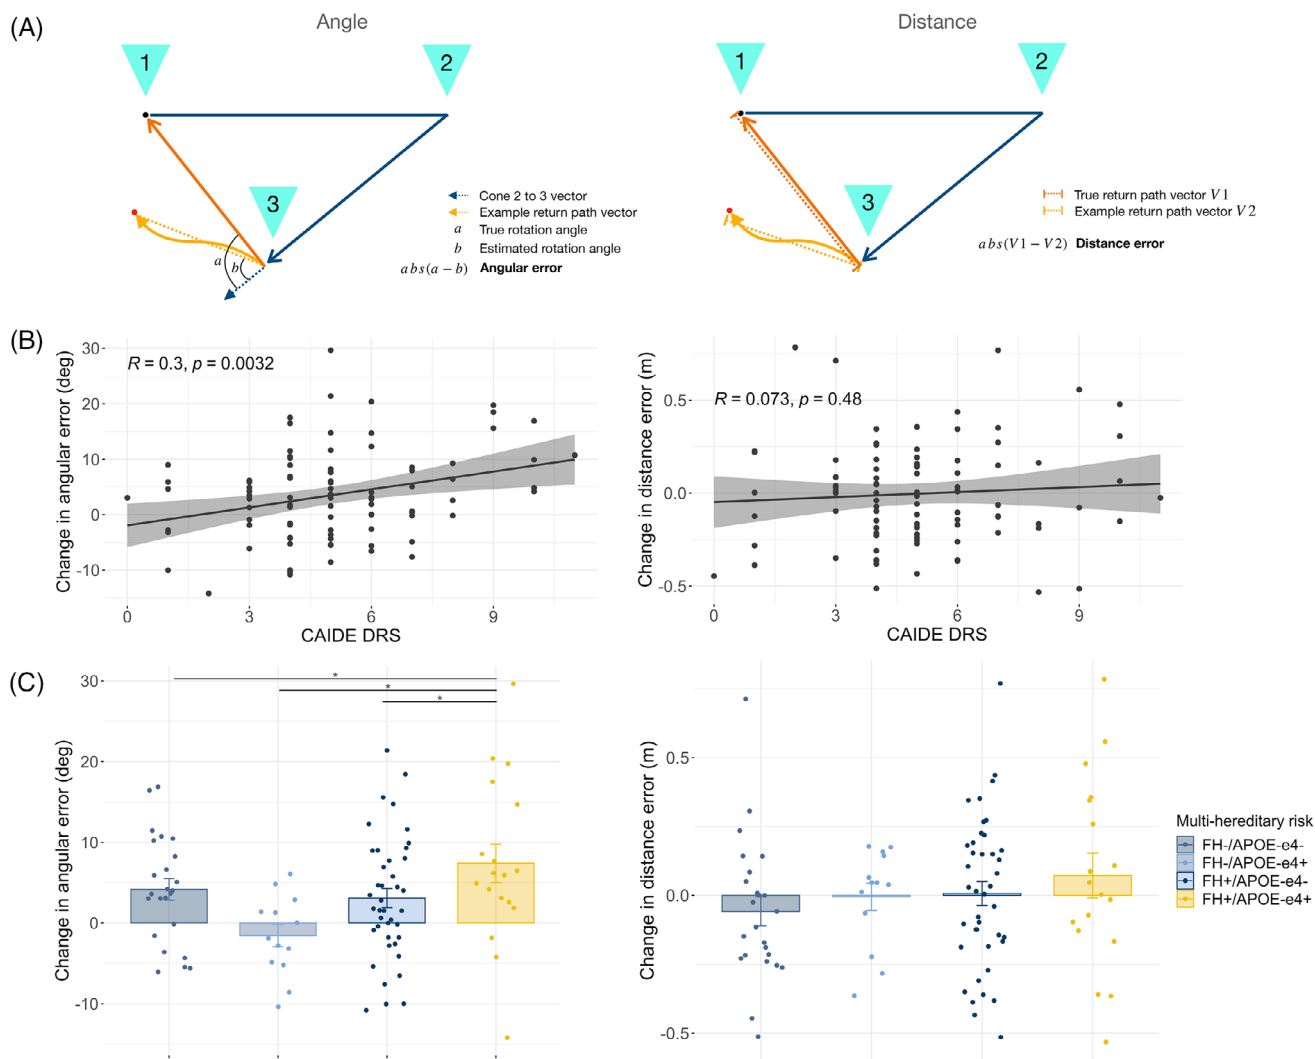 (A)
Angle
Distance
1
2
3
a
b
Cone 2 to 3 vector
Example return path vector
a True rotation angle
b Estimated rotation angle
abs(a − b) Angular error
1
2
3
True return path vector V1
Example return path vector V2
abs(V1 − V2) Distance error
(B)
Change in angular error (deg)
30
20
10
0
-10
R = 0.3, p = 0.0032
0 3 6 9
CAIDE DRS
Change in distance error (m)
0.5
0.0
-0.5
R = 0.073, p = 0.48
0 3 6 9
CAIDE DRS
(C)
Change in angular error (deg)
30
20
10
0
-10
*
*
*
Change in distance error (m)
0.5
0.0
-0.5
Multi-hereditary risk
FH-/APOE-e4-
FH-/APOE-e4+
FH+/APOE-e4-
FH+/APOE-e4+